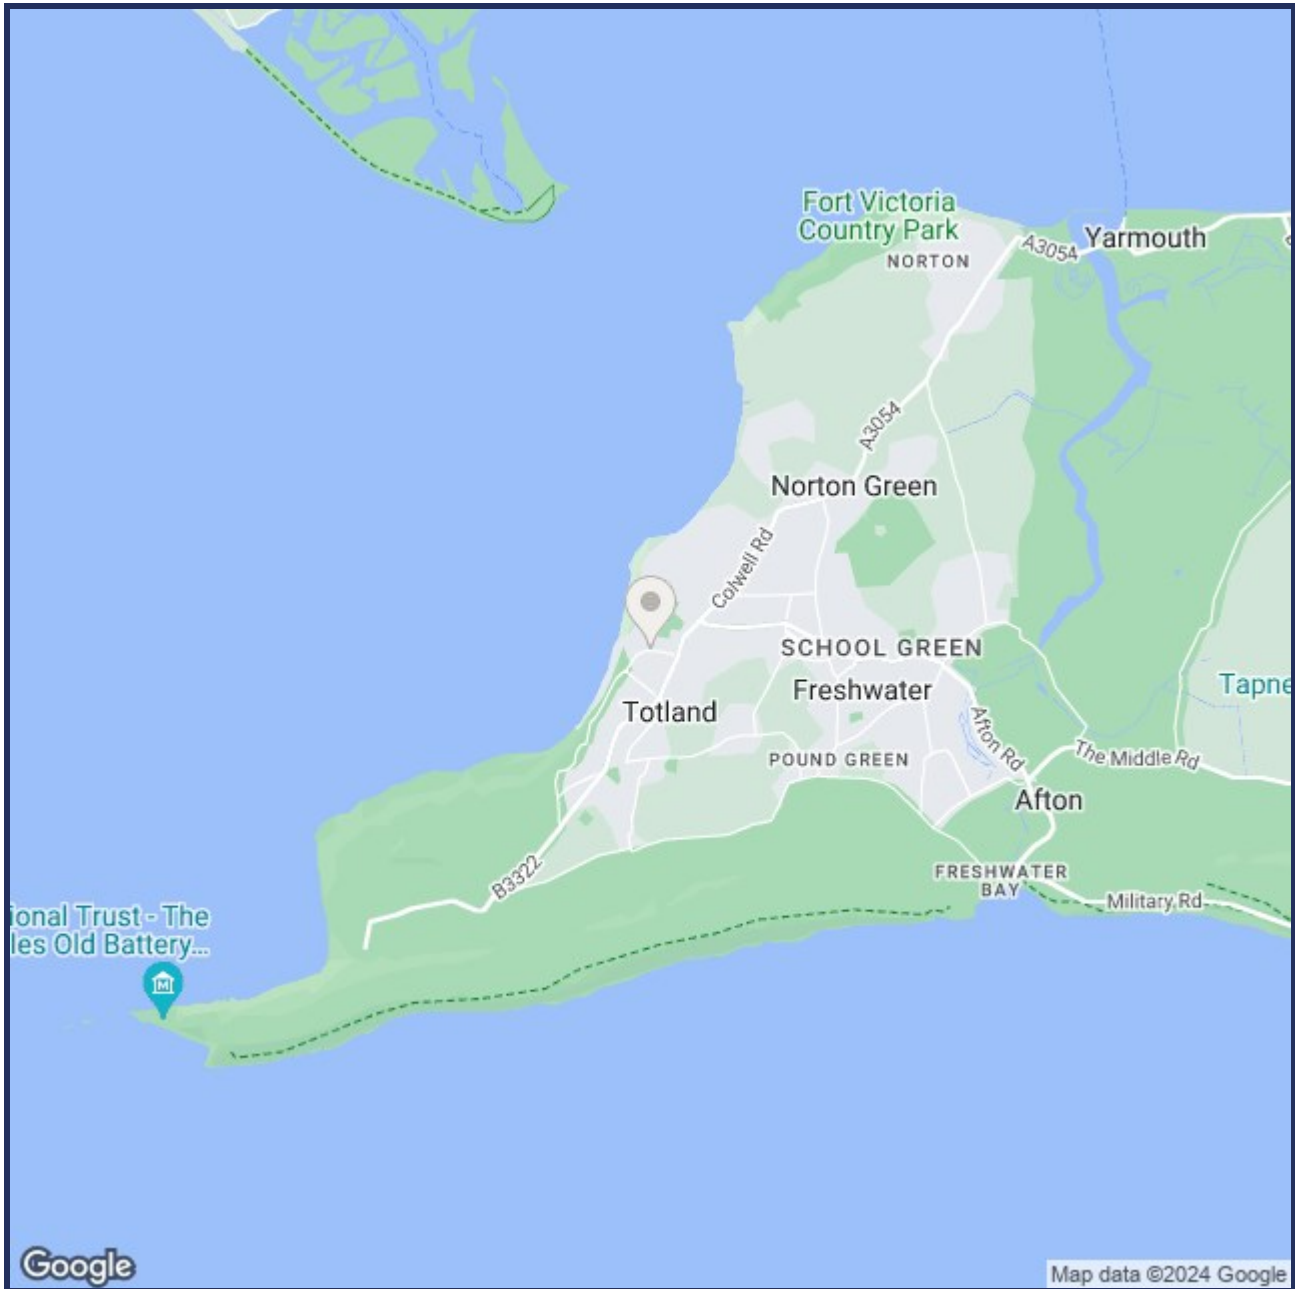 Fort Victoria
Country Park
NORTON
A3054
Yarmouth
A3054
Norton Green
Colwell Rd
SCHOOL GREEN
Freshwater
Tapne
Totland
Afton Rd
The Middle Rd
POUND GREEN
Afton
B3322
FRESHWATER
BAY
Military Rd
ional Trust - The
les Old Battery...
M
Google
Map data ©2024 Google